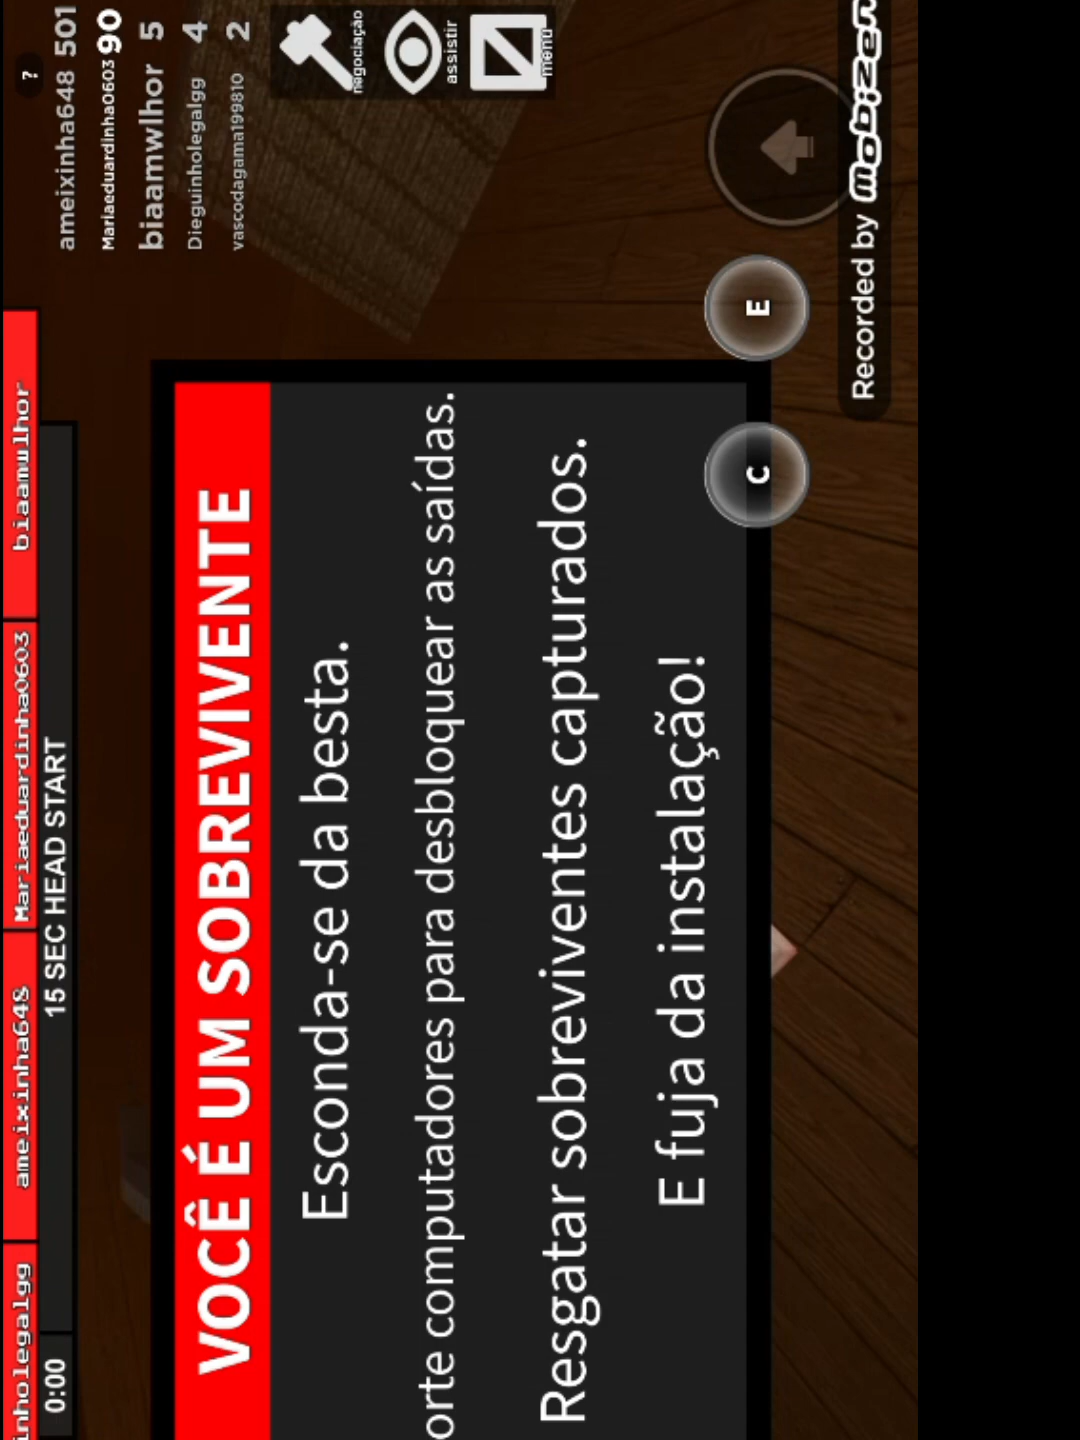 inholegalgg
ameixinha648
Mariaeduardinha0603
biaamwlhor
?
0:00
15 SEC HEAD START
ameixinha648 501
Mariaeduardinha0603 90
biaamwlhor 5
Dieguinholegalgg 4
vascodagama199810 2
negociação
assistir
menu
VOCÊ É UM SOBREVIVENTE
Esconda-se da besta.
orte computadores para desbloquear as saídas.
Resgatar sobreviventes capturados.
E fuja da instalação!
C
E
Recorded by mobizen